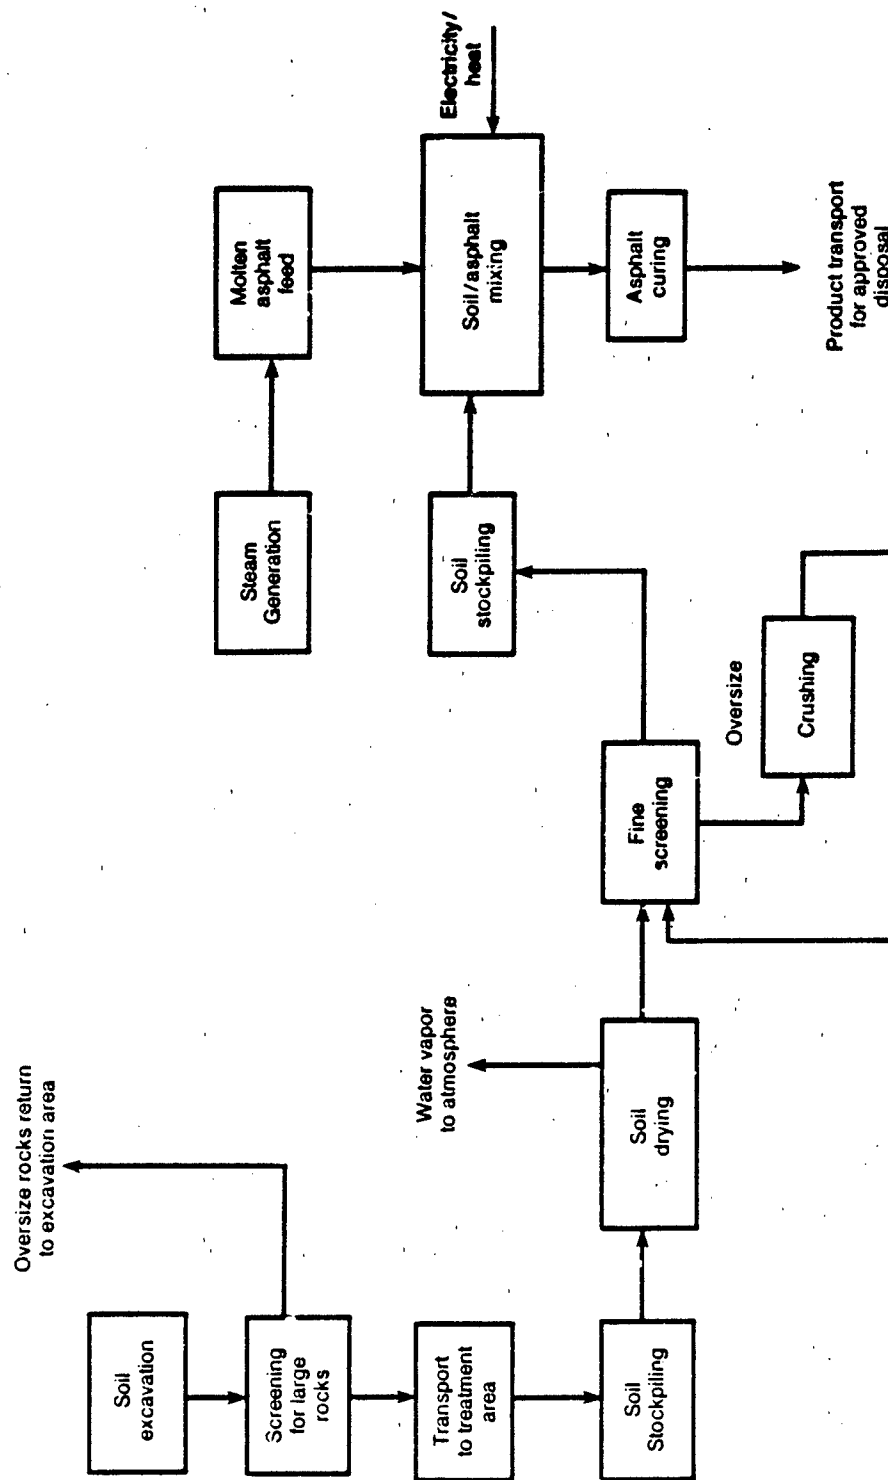 Oversize rocks return
to excavation area
Soil
excavation
Screening
for large
rocks
Transport
to treatment
area
Soil
Stockpiling
Water vapor
to atmosphere
Soil
drying
Fine
screening
Oversize
Crushing
Soil
stockpiling
Steam
Generation
Molten
asphalt
feed
Electricity/
heat
Soil/asphalt
mixing
Asphalt
curing
Product transport
for approved
disposal